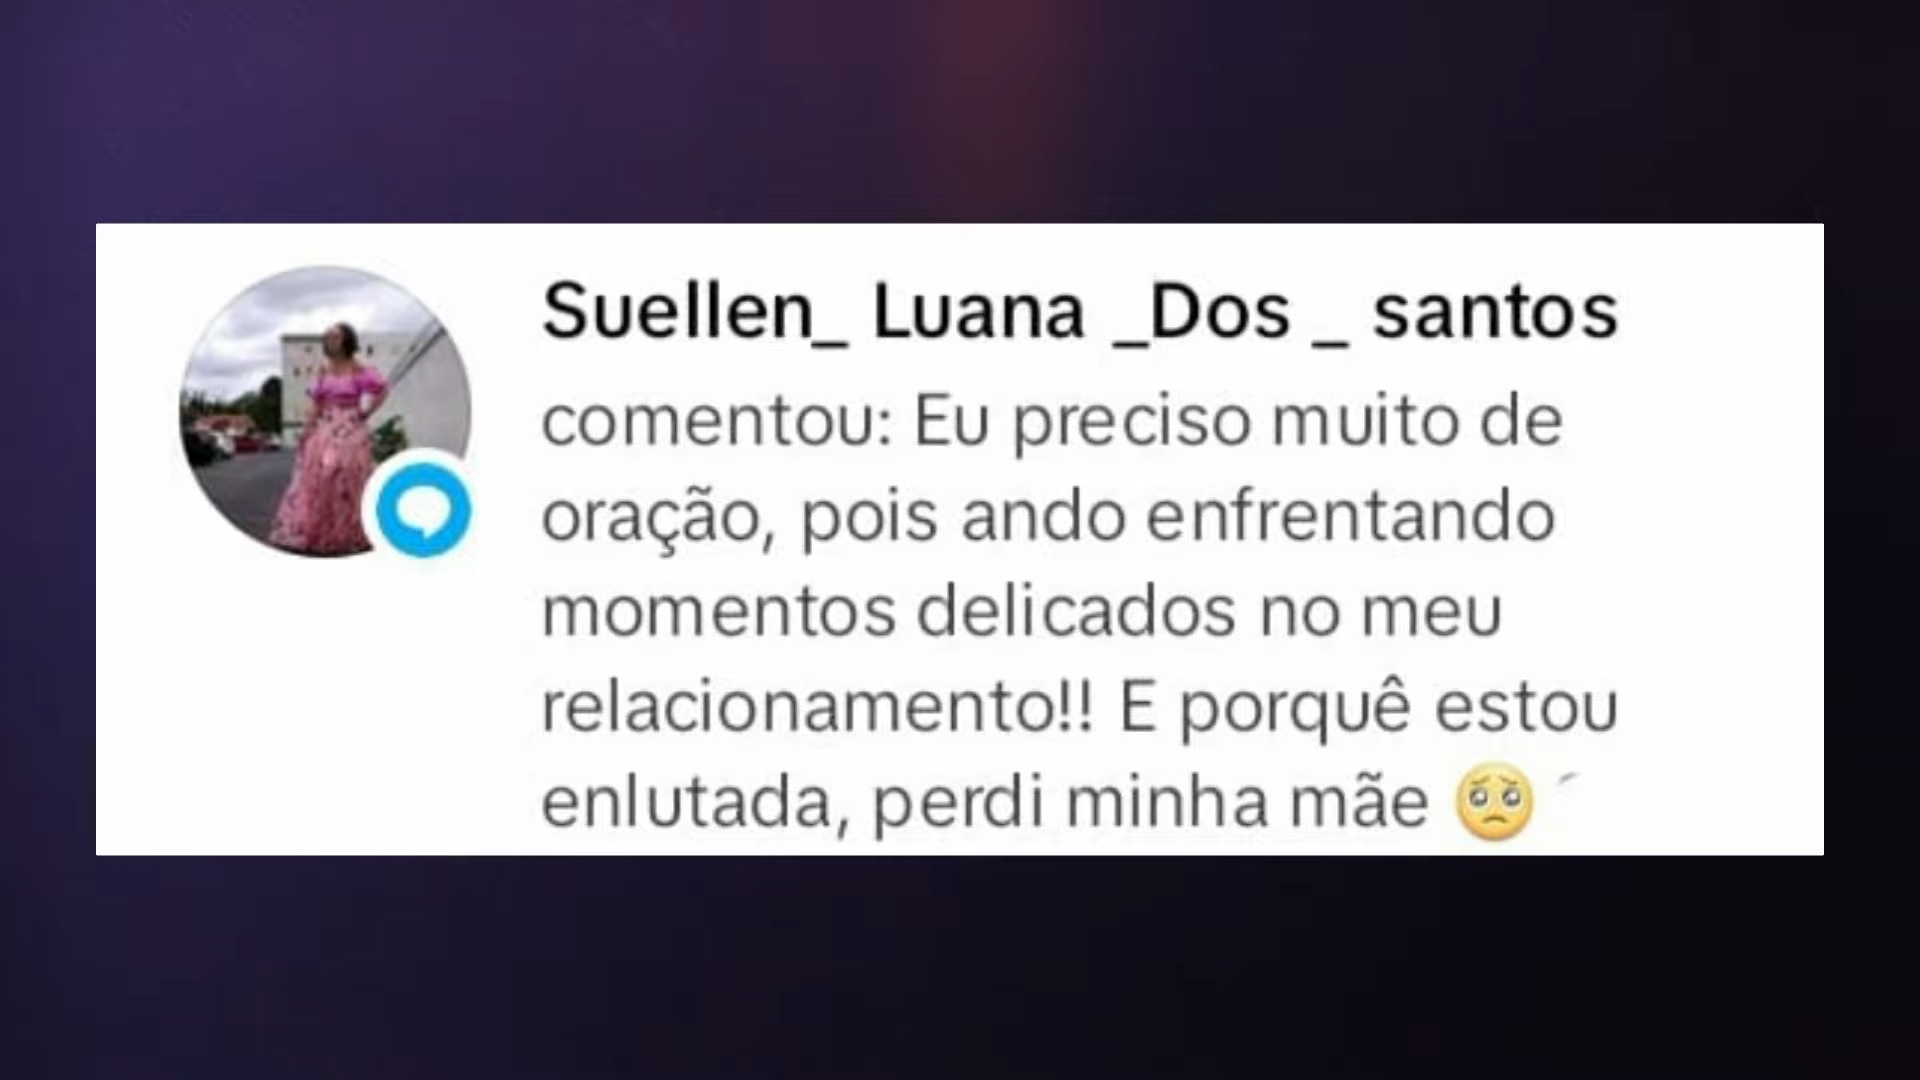 Suellen_ Luana _Dos _ santos
comentou: Eu preciso muito de
oração, pois ando enfrentando
momentos delicados no meu
relacionamento!! E porquê estou
enlutada, perdi minha mãe 🥺